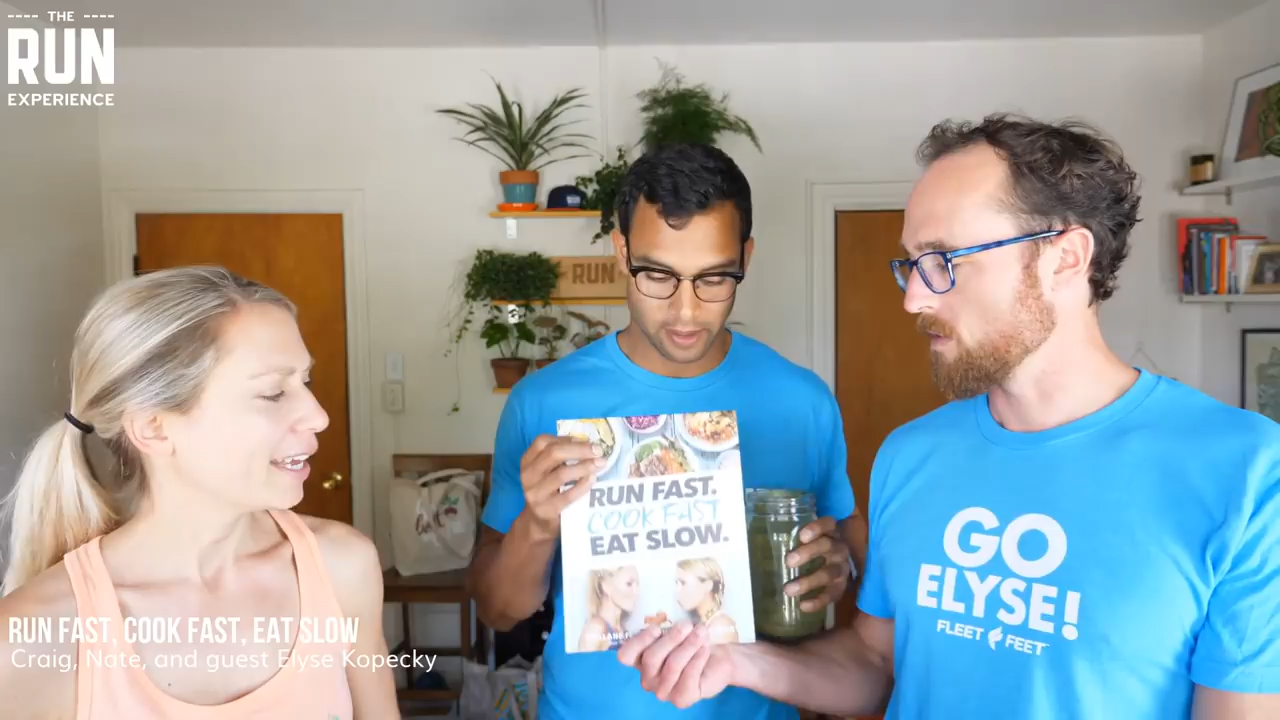 THE
RUN
EXPERIENCE
RUN
RUN FAST.
COOK FAST
EAT SLOW.
GO
ELYSE!
FLEET FEET
RUN FAST, COOK FAST, EAT SLOW
Craig, Nate, and guest Elyse Kopecky